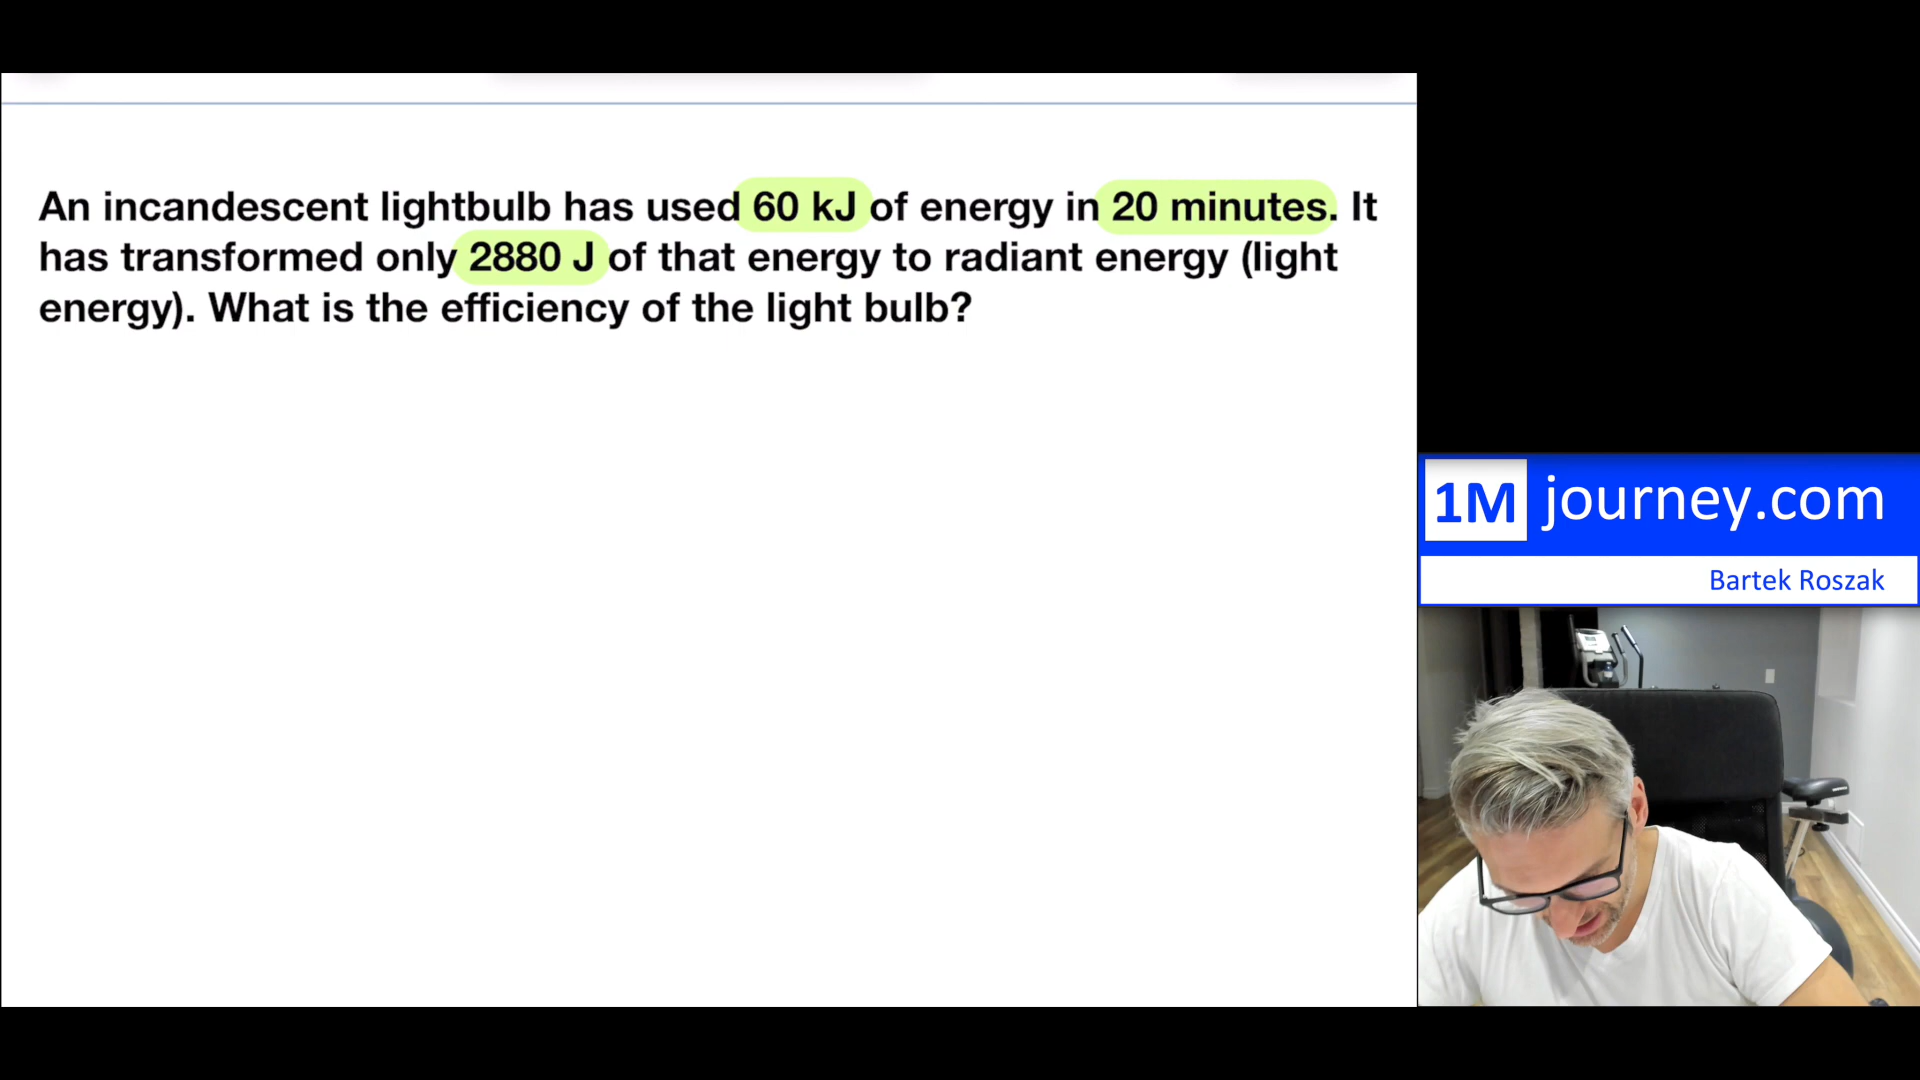 An incandescent lightbulb has used 60 kJ of energy in 20 minutes. It
has transformed only 2880 J of that energy to radiant energy (light
energy). What is the efficiency of the light bulb?
1M journey.com
Bartek Roszak